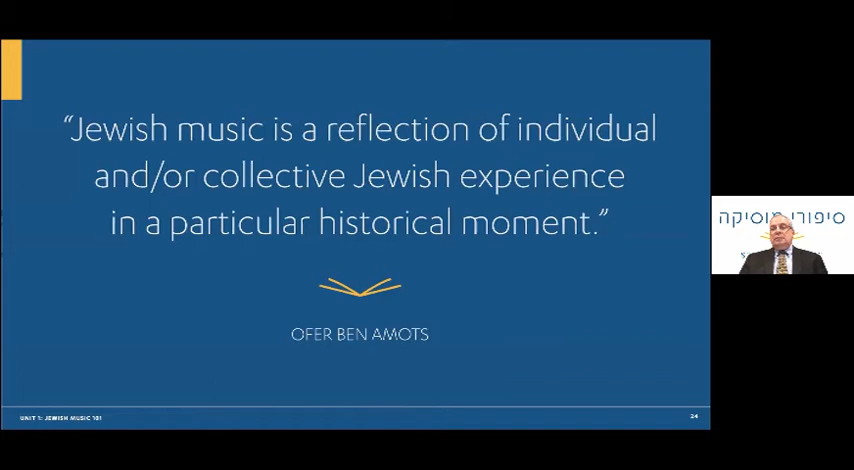 “Jewish music is a reflection of individual
and/or collective Jewish experience
in a particular historical moment.”
OFER BEN AMOTS
UNIT 1: JEWISH MUSIC 101
24
סיפורי מוסיקה